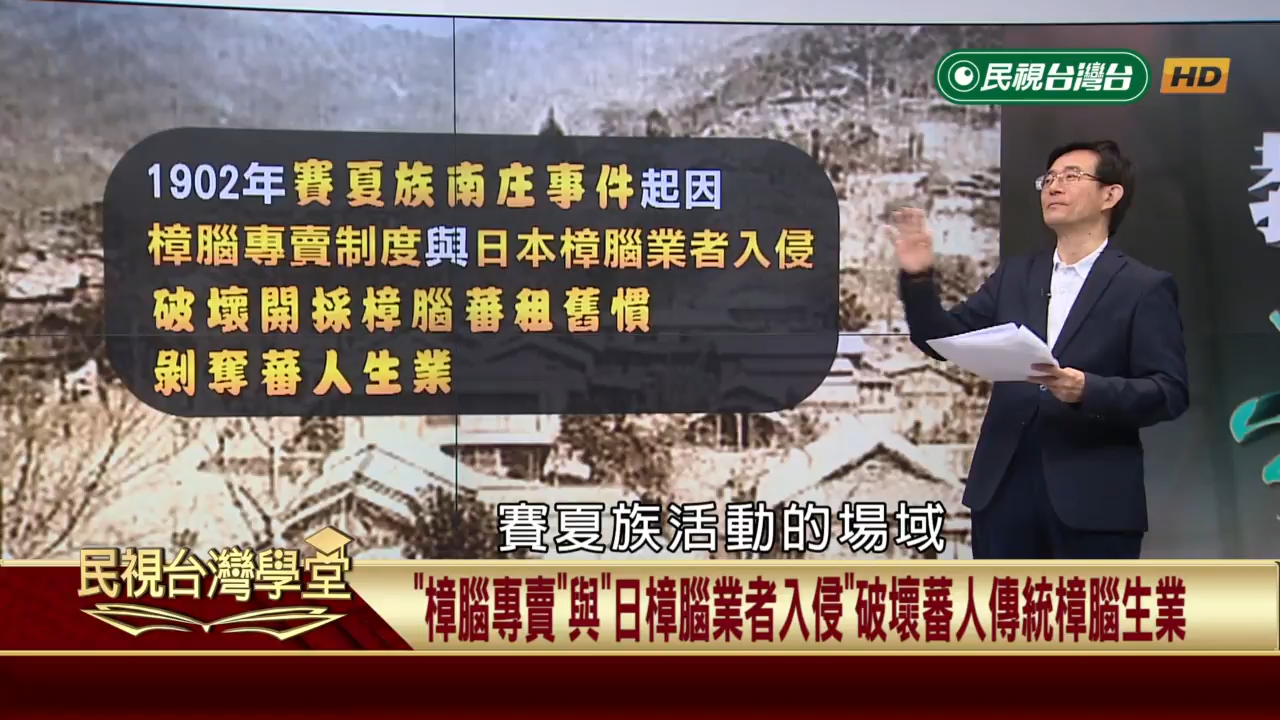 民視台灣台 HD
1902年賽夏族南庄事件起因
樟腦專賣制度與日本樟腦業者入侵
破壞開採樟腦蕃租舊慣
剝奪蕃人生業
賽夏族活動的場域
民視台灣學堂
"樟腦專賣"與"日樟腦業者入侵"破壞蕃人傳統樟腦生業